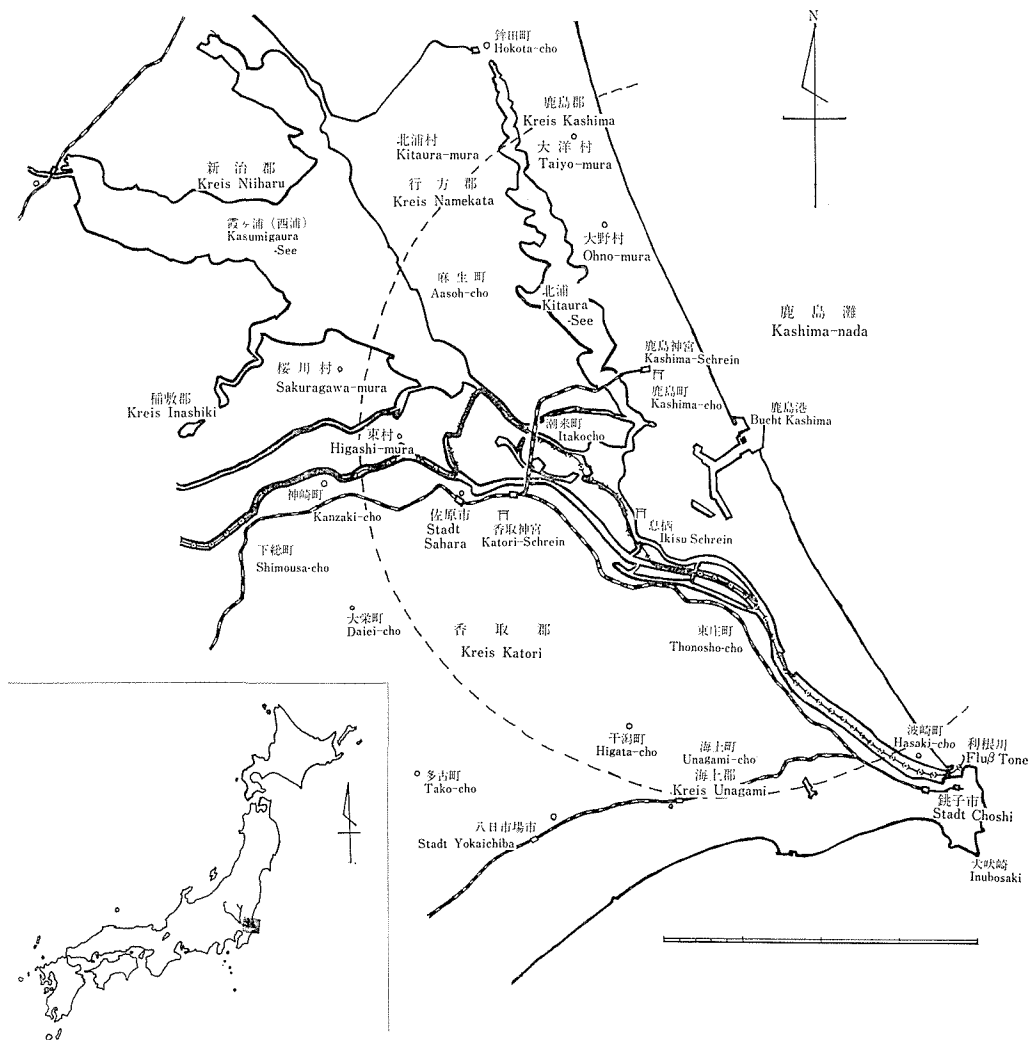 N
鉾田町
Hokota-cho
鹿島郡
Kreis Kashima
北浦村
Kitaura-mura
大洋村
Taiyo-mura
新治郡
Kreis Niiharu
行方郡
Kreis Namekata
霞ヶ浦(西浦)
Kasumigaura
-See
大野村
Ohno-mura
麻生町
Aasoh-cho
北浦
Kitaura
-See
鹿島灘
Kashima-nada
鹿島神宮
Kashima-Schrein
桜川村
Sakuragawa-mura
鹿島町
Kashima-cho
稲敷郡
Kreis Inashiki
鹿島港
Bucht Kashima
潮来町
Itakocho
東村
Higashi-mura
神崎町
Kanzaki-cho
佐原市
Stadt
Sahara
香取神宮
Katori-Schrein
息栖
Ikisu Schrein
下総町
Shimousa-cho
大栄町
Daiei-cho
香取郡
Kreis Katori
東庄町
Thonosho-cho
干潟町
Higata-cho
海上町
Unagami-cho
波崎町
Hasaki-cho
利根川
Fluβ Tone
多古町
Tako-cho
海上郡
Kreis Unagami
銚子市
Stadt Choshi
八日市場市
Stadt Yokaichiba
犬吠崎
Inubosaki